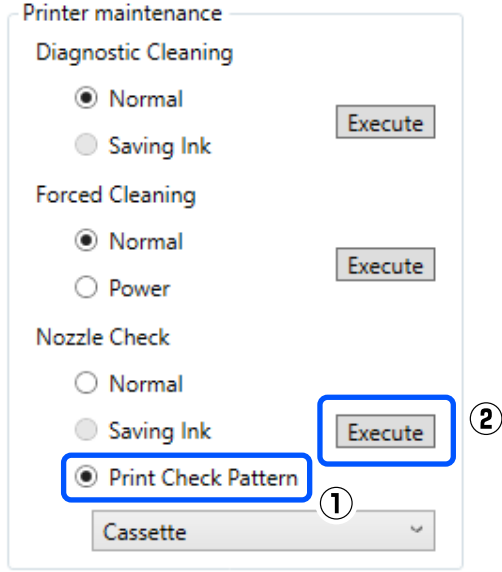 Printer maintenance
Diagnostic Cleaning
Normal
Execute
Saving Ink
Forced Cleaning
Normal
Execute
Power
Nozzle Check
Normal
Saving Ink
Execute
②
Print Check Pattern
①
Cassette